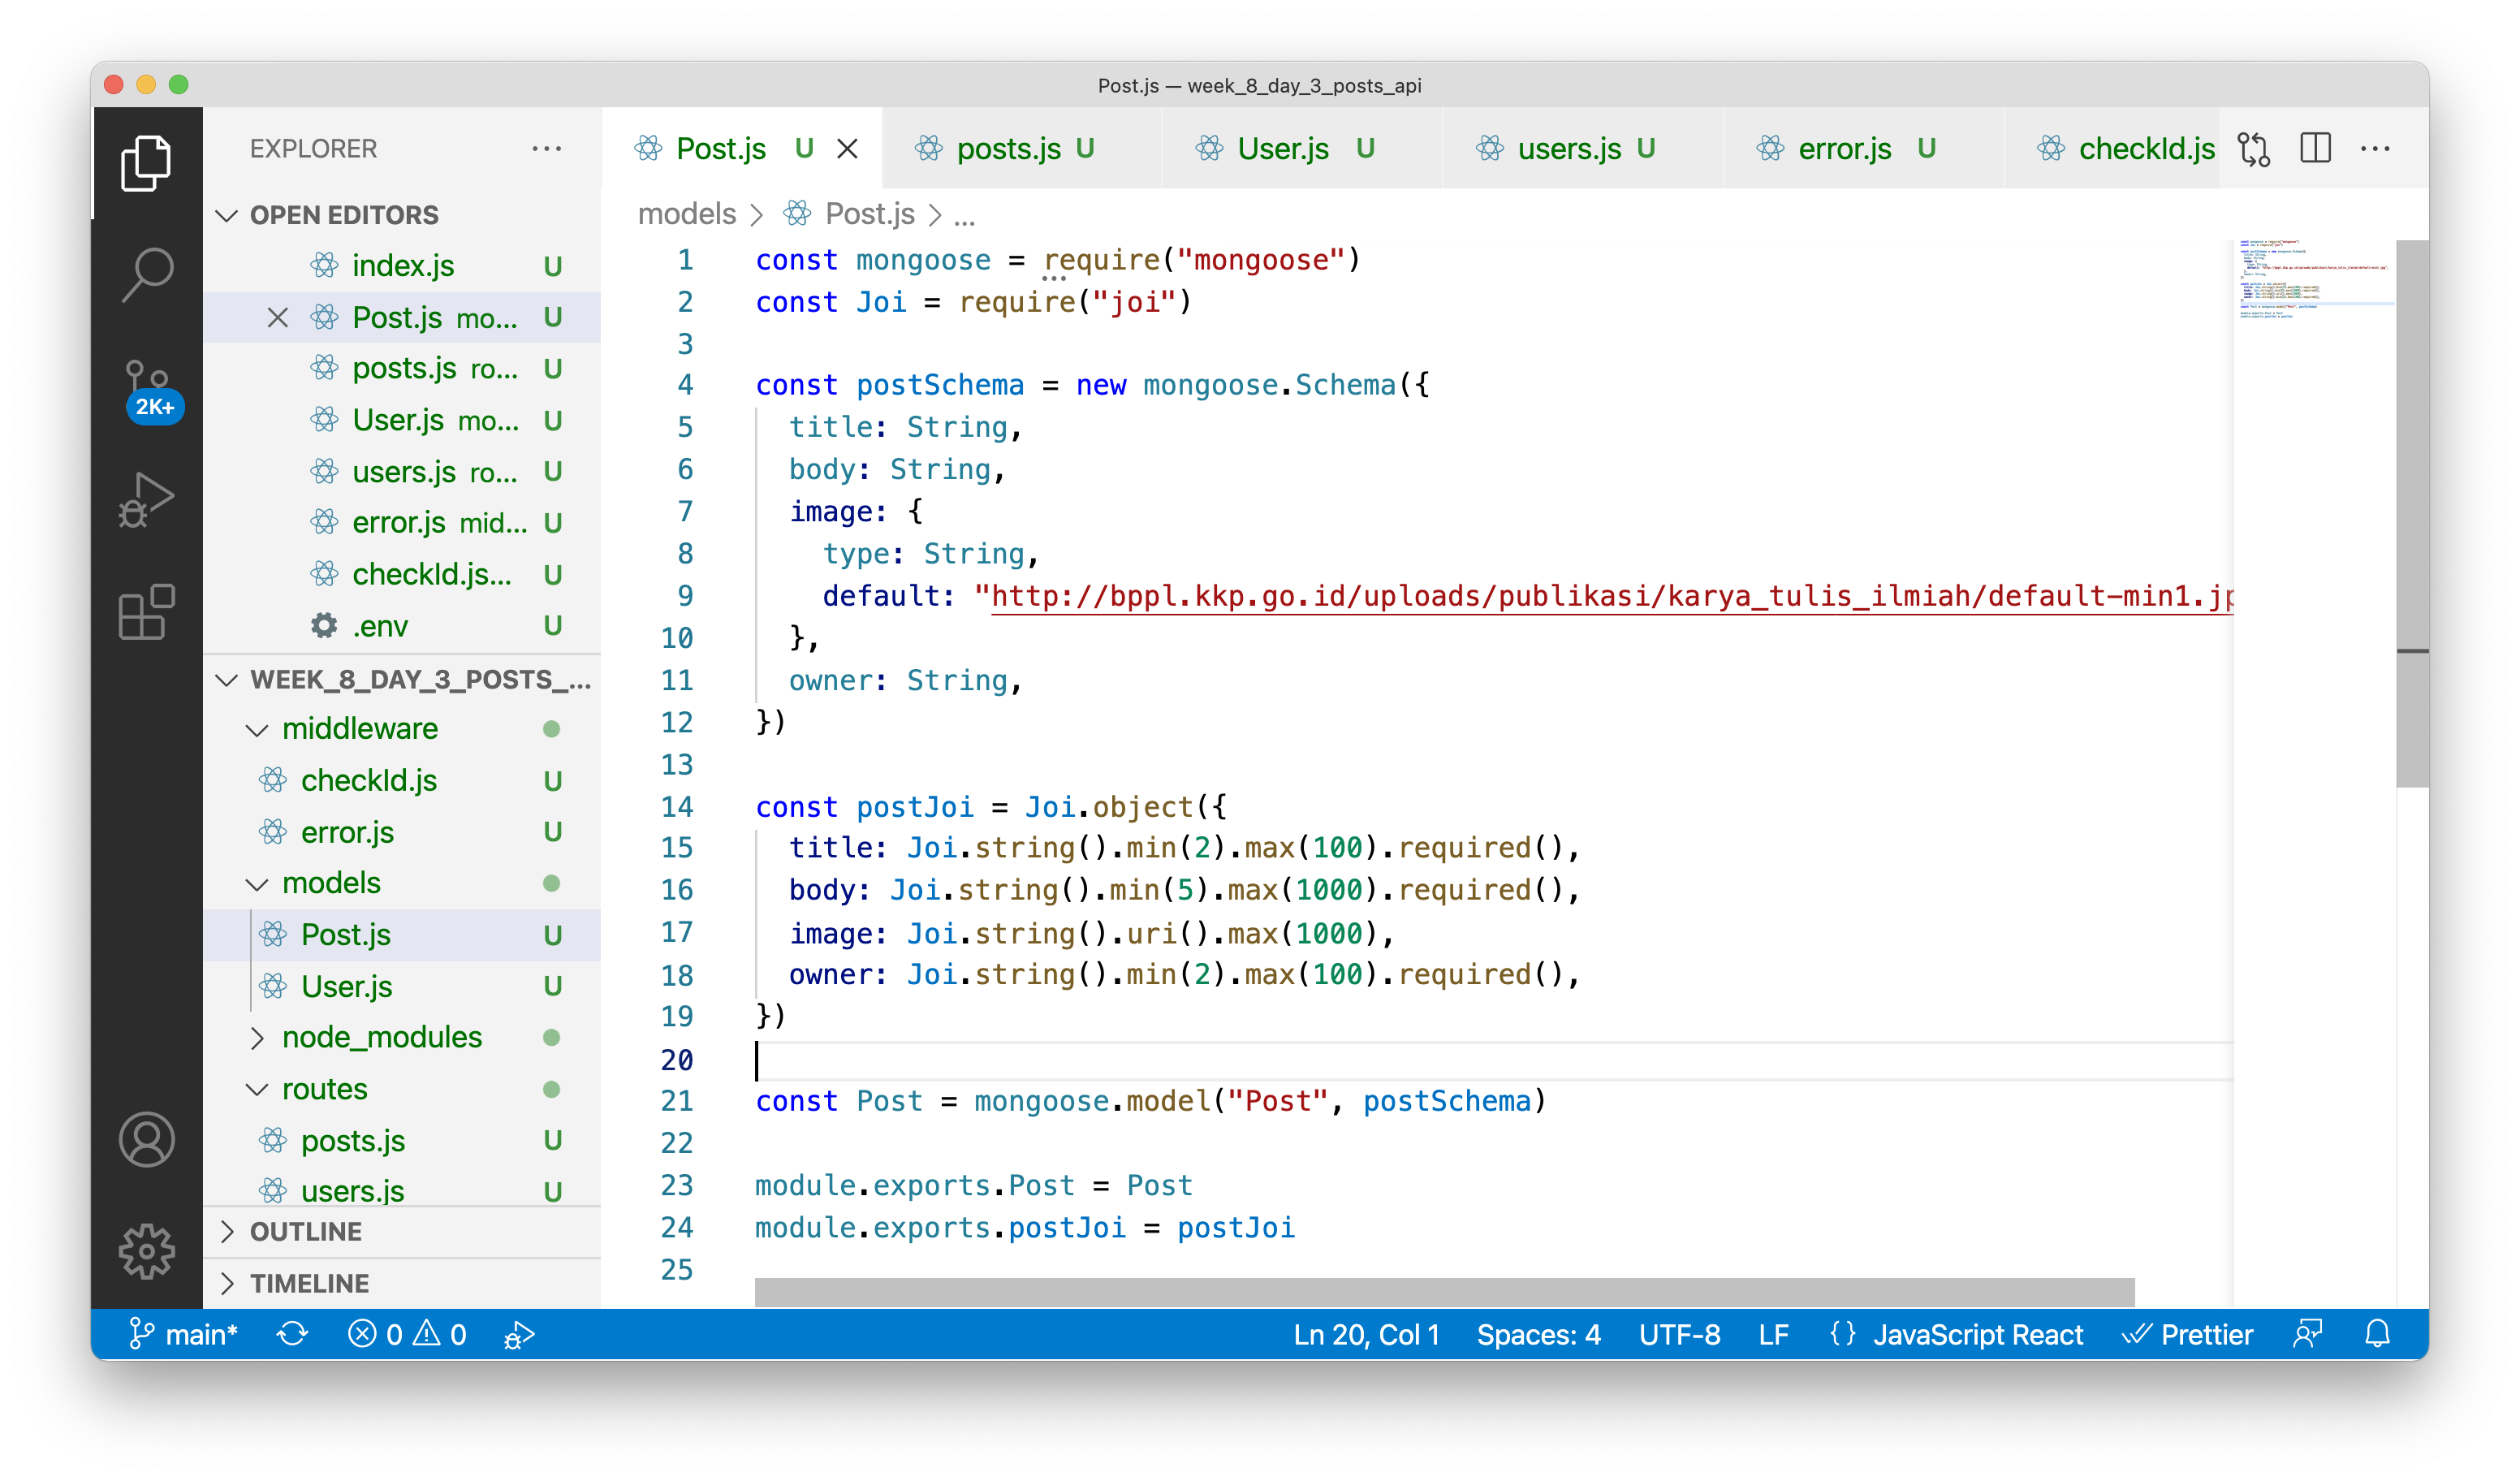 Post.js — week_8_day_3_posts_api
EXPLORER
Post.js U
posts.js U
User.js U
users.js U
error.js U
checkId.js
OPEN EDITORS
index.js U
Post.js mo... U
posts.js ro... U
User.js mo... U
users.js ro... U
error.js mid... U
checkId.js... U
.env U
2K+
WEEK_8_DAY_3_POSTS_...
middleware
checkId.js U
error.js U
models
Post.js U
User.js U
node_modules
routes
posts.js U
users.js U
OUTLINE
TIMELINE
models > Post.js > ...
1 const mongoose = require("mongoose")
2 const Joi = require("joi")
3
4 const postSchema = new mongoose.Schema({
5 title: String,
6 body: String,
7 image: {
8 type: String,
9 default: "http://bppl.kkp.go.id/uploads/publikasi/karya_tulis_ilmiah/default-min1.jp
10 },
11 owner: String,
12 })
13
14 const postJoi = Joi.object({
15 title: Joi.string().min(2).max(100).required(),
16 body: Joi.string().min(5).max(1000).required(),
17 image: Joi.string().uri().max(1000),
18 owner: Joi.string().min(2).max(100).required(),
19 })
20
21 const Post = mongoose.model("Post", postSchema)
22
23 module.exports.Post = Post
24 module.exports.postJoi = postJoi
25
main* 0 0 Ln 20, Col 1 Spaces: 4 UTF-8 LF {} JavaScript React Prettier